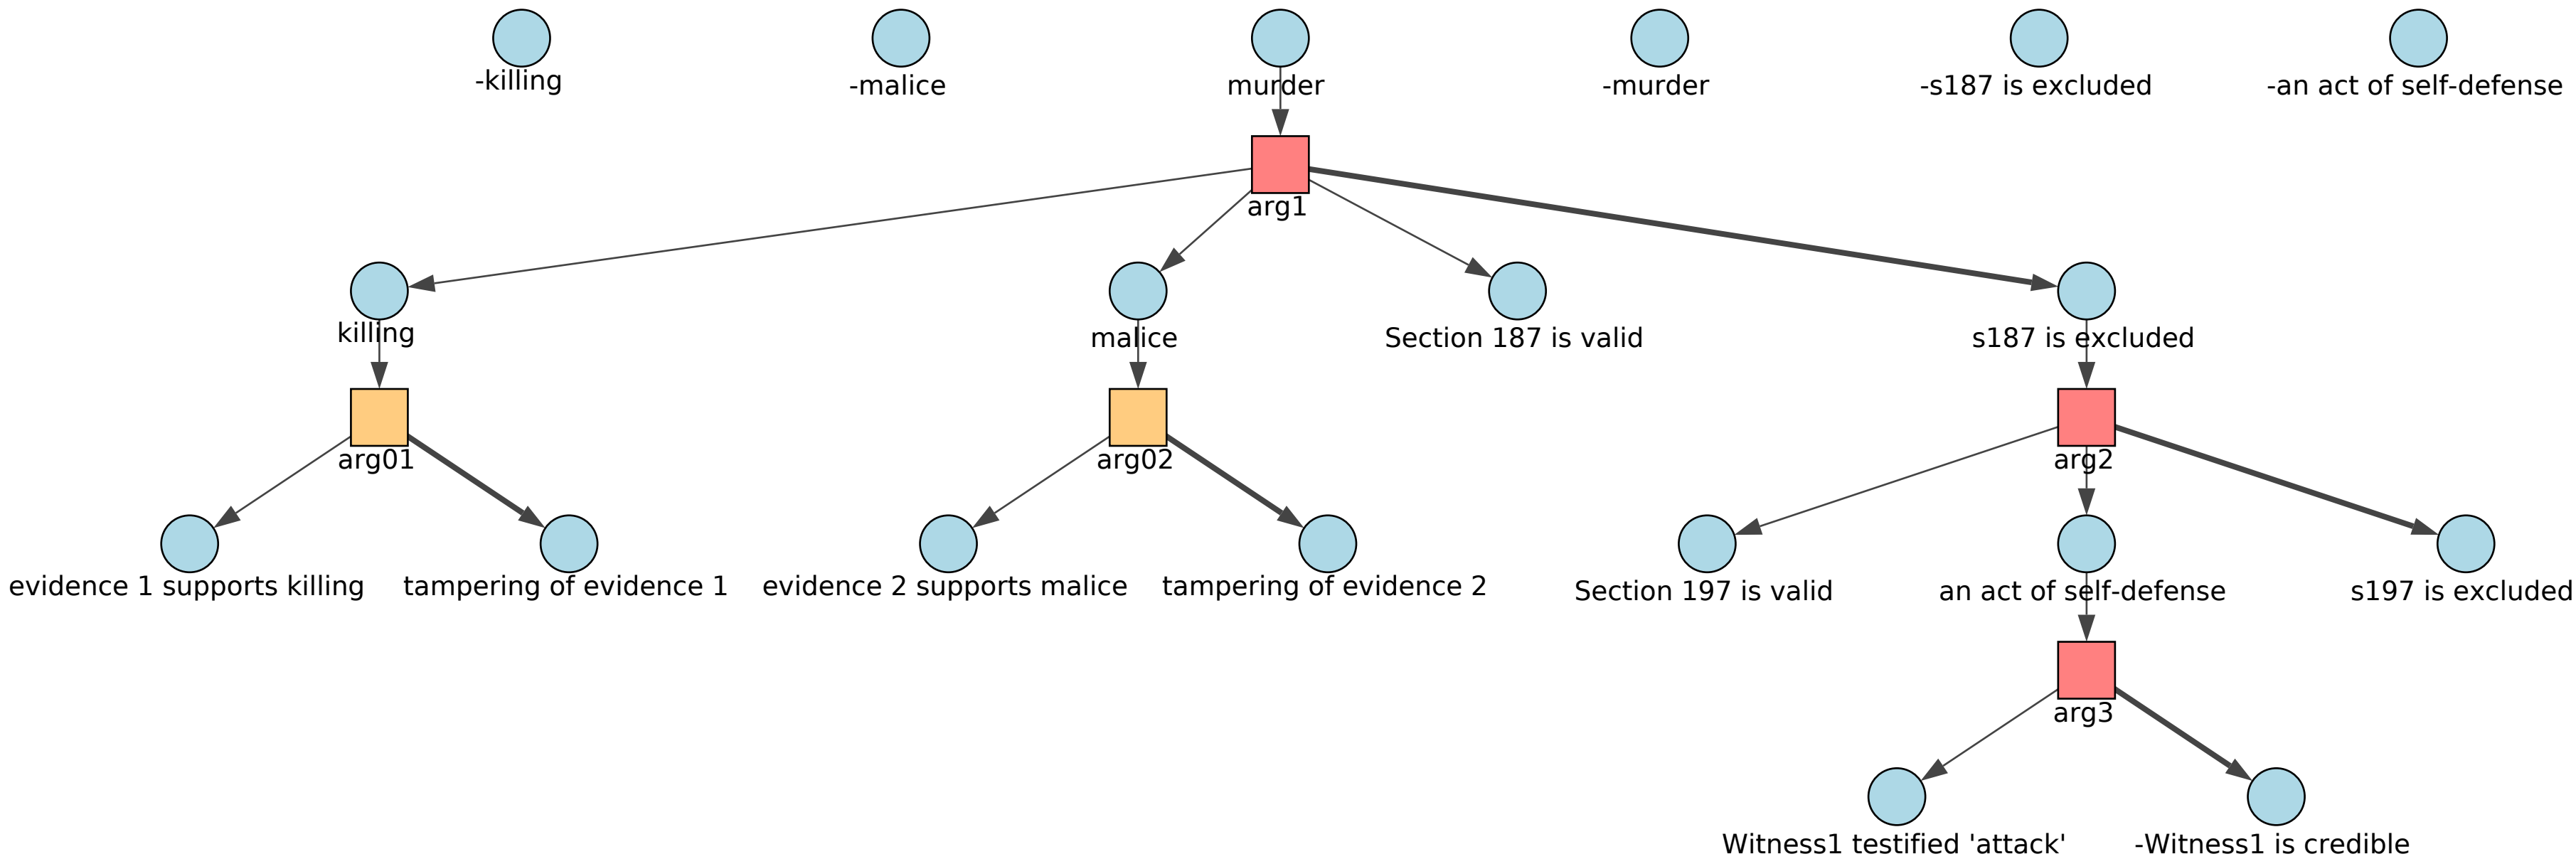 -killing
-malice
murder
-murder
-s187 is excluded
-an act of self-defense
arg1
killing
malice
Section 187 is valid
s187 is excluded
arg01
arg02
arg2
evidence 1 supports killing
tampering of evidence 1
evidence 2 supports malice
tampering of evidence 2
Section 197 is valid
an act of self-defense
s197 is excluded
arg3
Witness1 testified 'attack'
-Witness1 is credible